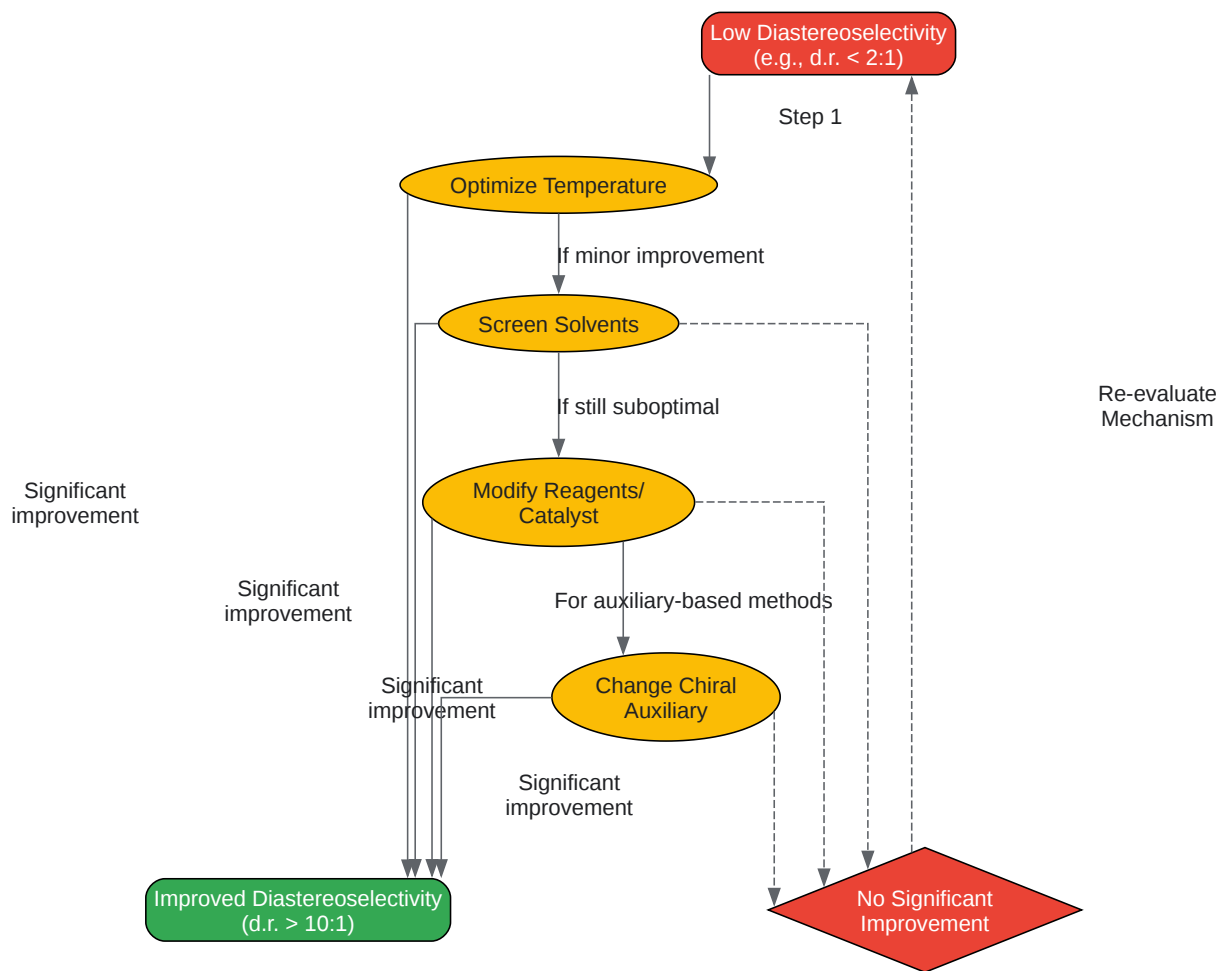 Low Diastereoselectivity
(e.g., d.r. < 2:1)
Step 1
Optimize Temperature
If minor improvement
Screen Solvents
If still suboptimal
Re-evaluate
Mechanism
Modify Reagents/
Catalyst
Significant
improvement
Significant
improvement
For auxiliary-based methods
Change Chiral
Auxiliary
Significant
improvement
Significant
improvement
Improved Diastereoselectivity
(d.r. > 10:1)
No Significant
Improvement